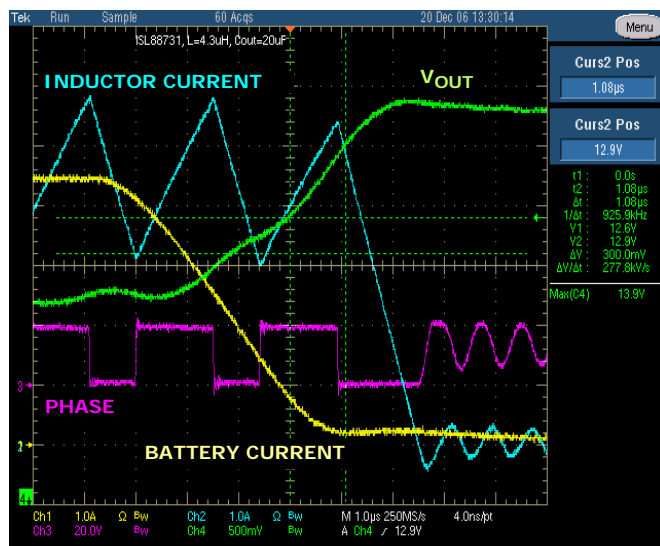 Tek Run Sample 60 Acqs 20 Dec 06 13:30:14
Menu
ISL88731, L=4.3uH, Cout=20uF
INDUCTOR CURRENT
VOUT
Curs2 Pos
1.08µs
Curs2 Pos
12.9V
t1: 0.0s
t2: 1.08µs
Δt: 1.08µs
1/Δt: 925.9kHz
V1: 12.6V
V2: 12.9V
ΔV: 300.0mV
ΔV/Δt: 277.8kV/s
Max(C4) 13.9V
3
PHASE
BATTERY CURRENT
1
4
Ch1 1.0A Ω Bw Ch2 1.0A Ω Bw M 1.0µs 250MS/s 4.0ns/pt
Ch3 20.0V Bw Ch4 500mV Bw A Ch4 12.9V